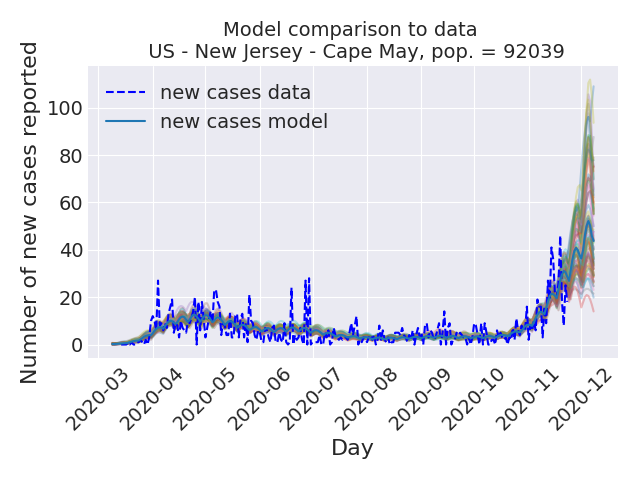 Model comparison to data
US - New Jersey - Cape May, pop. = 92039
Number of new cases reported
new cases data
new cases model
100
80
60
40
20
0
2020-03
2020-04
2020-05
2020-06
2020-07
2020-08
2020-09
2020-10
2020-11
2020-12
Day